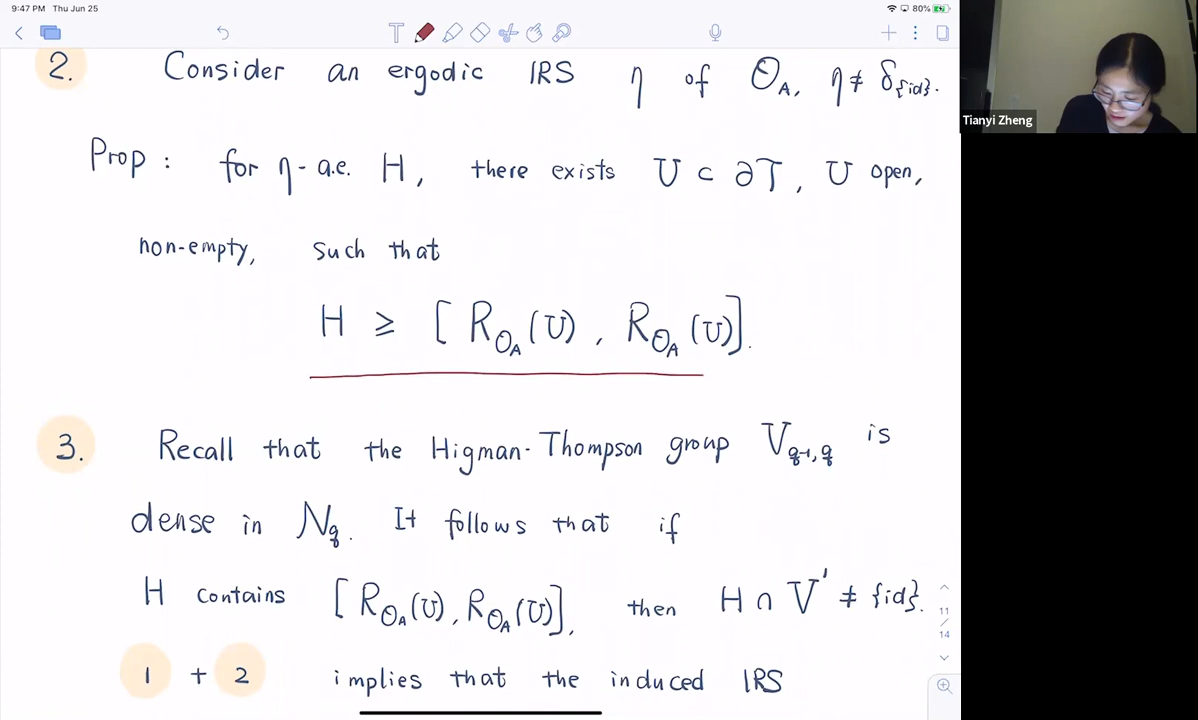 9:47 PM Thu Jun 25
80%
2. Consider an ergodic IRS η of O_A, η ≠ δ_{id}.
Tianyi Zheng
Prop : for η-a.e. H, there exists U ⊂ ∂T, U open,
non-empty, such that
H ≥ [R_{O_A}(U), R_{O_A}(U)].
3. Recall that the Higman-Thompson group V_{q+1,q} is
dense in N_q. It follows that if
H contains [R_{O_A}(U), R_{O_A}(U)], then H ∩ V' ≠ {id}.
11
/
14
1 + 2 implies that the induced IRS